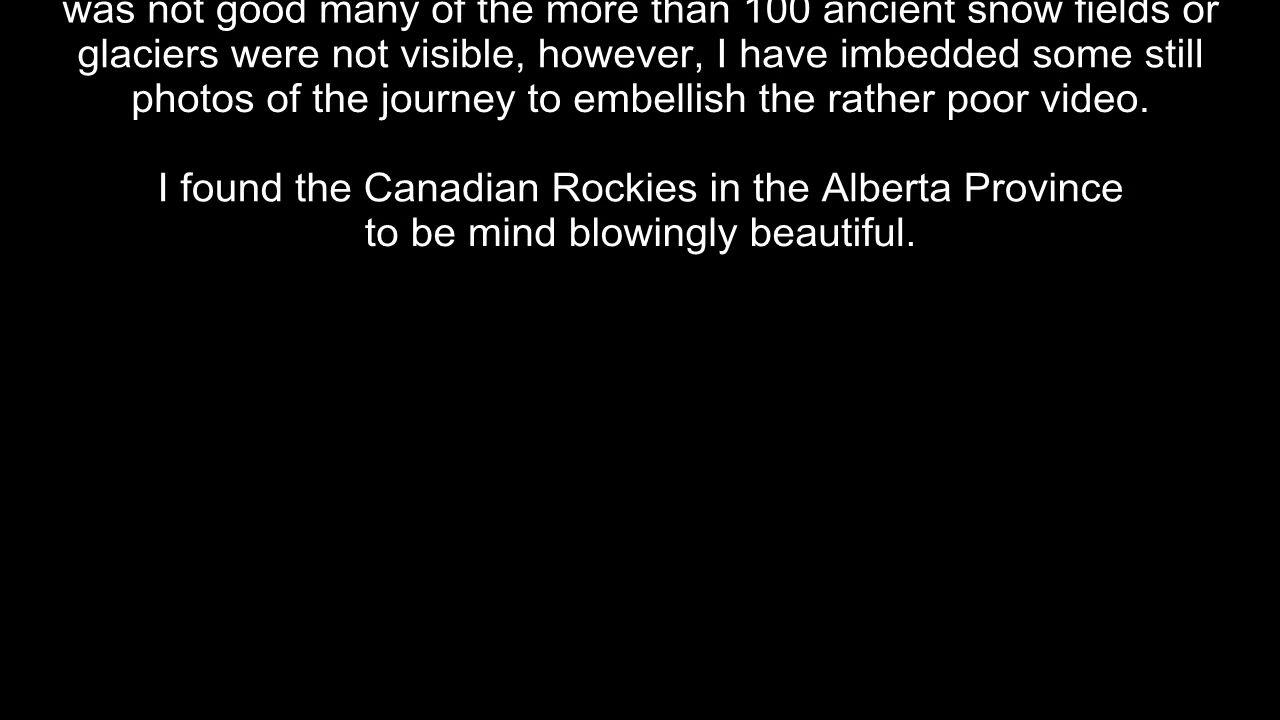 was not good many of the more than 100 ancient snow fields or
glaciers were not visible, however, I have imbedded some still
photos of the journey to embellish the rather poor video.
I found the Canadian Rockies in the Alberta Province
to be mind blowingly beautiful.